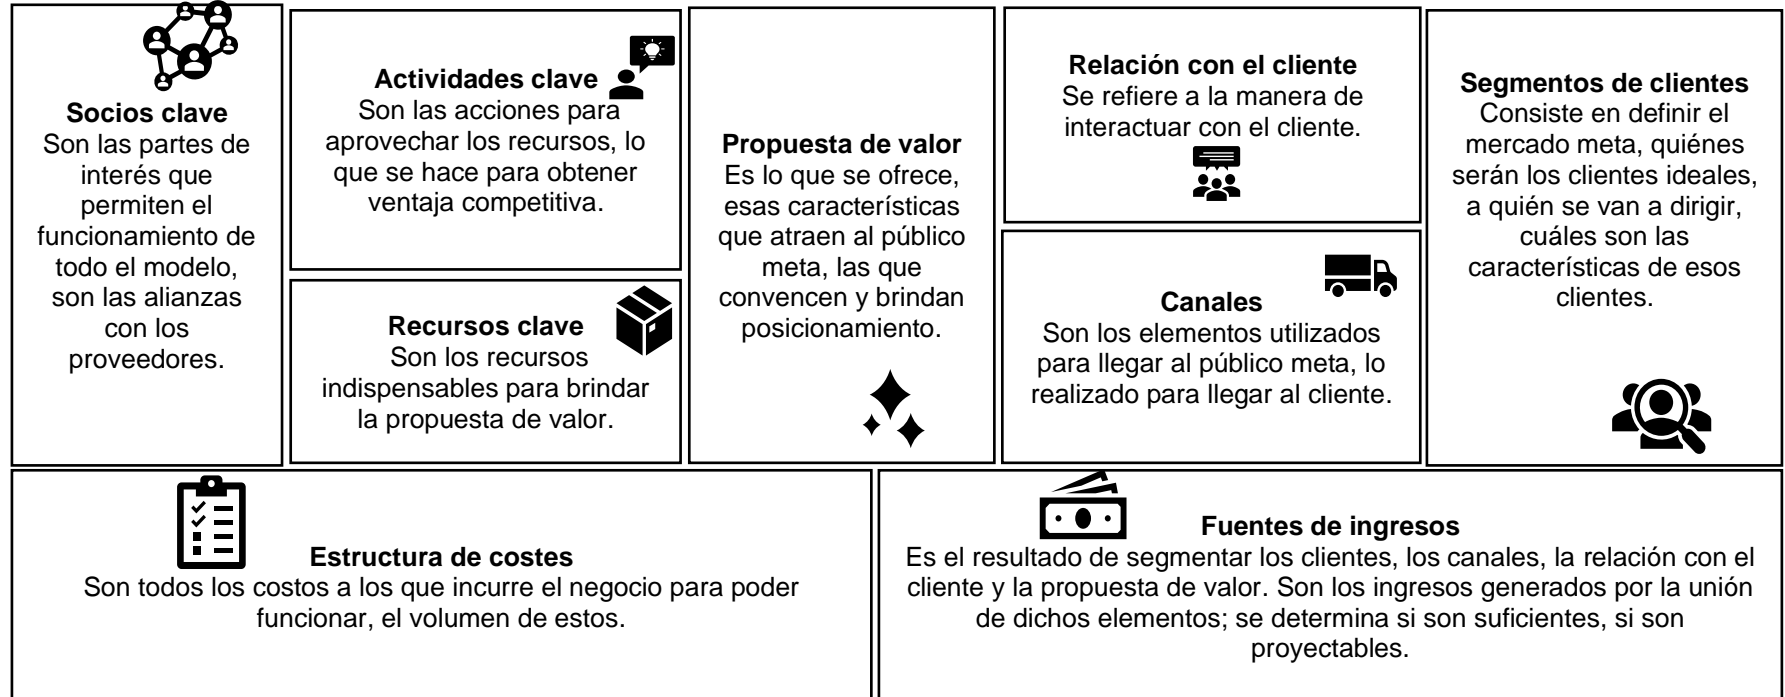 Socios clave
Son las partes de
interés que
permiten el
funcionamiento de
todo el modelo,
son las alianzas
con los
proveedores.
Actividades clave
Son las acciones para
aprovechar los recursos, lo
que se hace para obtener
ventaja competitiva.
Recursos clave
Son los recursos
indispensables para brindar
la propuesta de valor.
Propuesta de valor
Es lo que se ofrece,
esas características
que atraen al público
meta, las que
convencen y brindan
posicionamiento.
Relación con el cliente
Se refiere a la manera de
interactuar con el cliente.
Canales
Son los elementos utilizados
para llegar al público meta, lo
realizado para llegar al cliente.
Segmentos de clientes
Consiste en definir el
mercado meta, quiénes
serán los clientes ideales,
a quién se van a dirigir,
cuáles son las
características de esos
clientes.
Estructura de costes
Son todos los costos a los que incurre el negocio para poder
funcionar, el volumen de estos.
Fuentes de ingresos
Es el resultado de segmentar los clientes, los canales, la relación con el
cliente y la propuesta de valor. Son los ingresos generados por la unión
de dichos elementos; se determina si son suficientes, si son
proyectables.